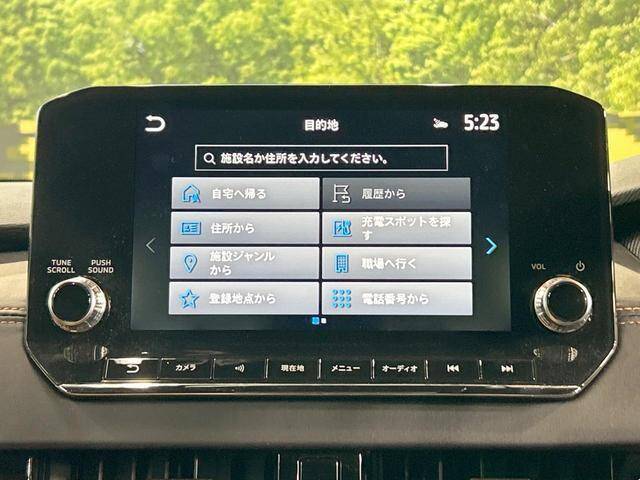 目的地
5:23
施設名か住所を入力してください。
自宅へ帰る
履歴から
住所から
充電スポットを探
す
施設ジャンル
から
職場へ行く
登録地点から
電話番号から
TUNE
SCROLL
PUSH
SOUND
VOL
カメラ
現在地
メニュー
オーディオ